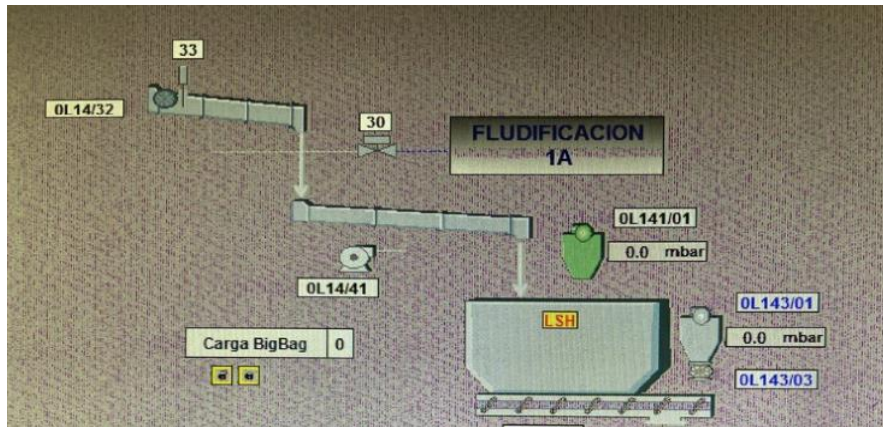 33
0L14/32
30
FLUDIFICACION
1A
0L141/01
0.0 mbar
0L14/41
0L143/01
LSH
Carga BigBag 0
0.0 mbar
0L143/03